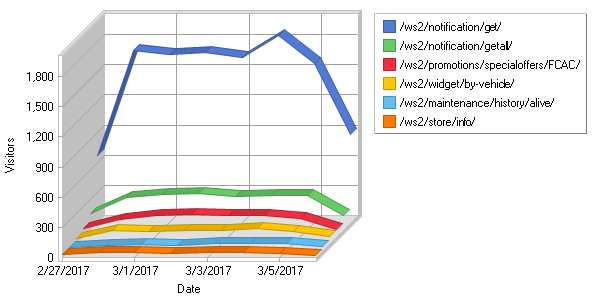 /ws2/notification/get/
/ws2/notification/getall/
/ws2/promotions/specialoffers/FCAC/
/ws2/widget/by-vehicle/
/ws2/maintenance/history/alive/
/ws2/store/info/
Visitors
1,800
1,500
1,200
900
600
300
0
2/27/2017 3/1/2017 3/3/2017 3/5/2017
Date